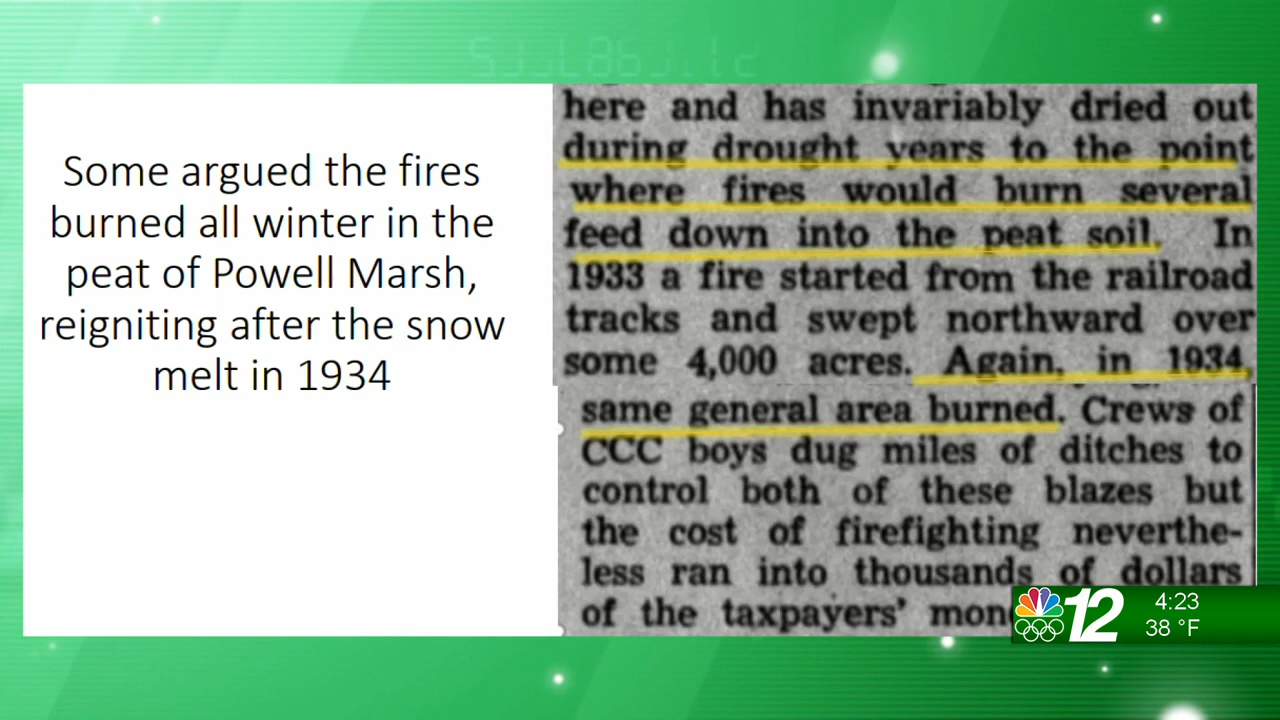 Some argued the fires
burned all winter in the
peat of Powell Marsh,
reigniting after the snow
melt in 1934
here and has invariably dried out
during drought years to the point
where fires would burn several
feed down into the peat soil. In
1933 a fire started from the railroad
tracks and swept northward over
some 4,000 acres. Again, in 1934,
same general area burned. Crews of
CCC boys dug miles of ditches to
control both of these blazes but
the cost of firefighting neverthe-
less ran into thousands of dollars
of the taxpayers'
12
4:23
38 °F